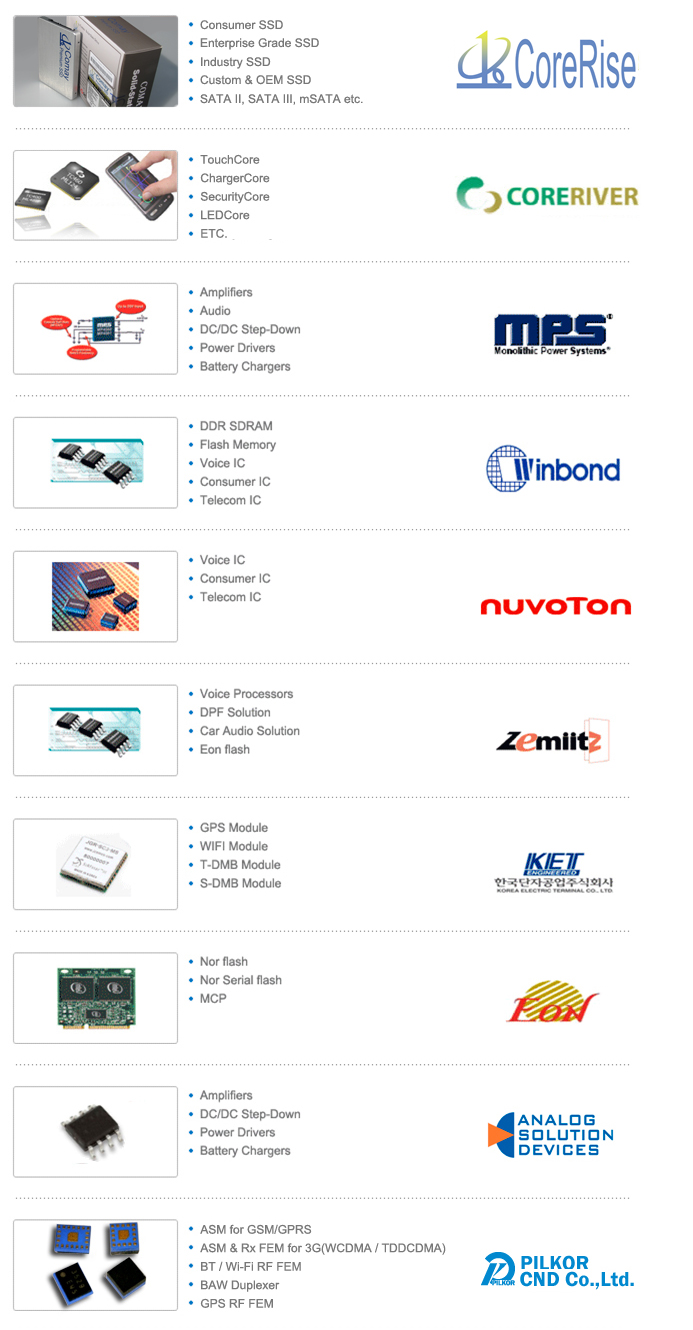 Comay
Consumer SSD
Enterprise Grade SSD
Industry SSD
Custom & OEM SSD
SATA II, SATA III, mSATA etc.
CoreRise
TouchCore
ChargerCore
SecurityCore
LEDCore
ETC.
CORERIVER
mPS
Amplifiers
Audio
DC/DC Step-Down
Power Drivers
Battery Chargers
MPS®
Monolithic Power Systems®
DDR SDRAM
Flash Memory
Voice IC
Consumer IC
Telecom IC
Winbond
nuvoTon
Voice IC
Consumer IC
Telecom IC
nuvoTon
Voice Processors
DPF Solution
Car Audio Solution
Eon flash
Zemiitz
GPS Module
WIFI Module
T-DMB Module
S-DMB Module
KET
ENGINEERED
한국단자공업주식회사
KOREA ELECTRIC TERMINAL CO., LTD.
Nor flash
Nor Serial flash
MCP
EON
Amplifiers
DC/DC Step-Down
Power Drivers
Battery Chargers
ANALOG
SOLUTION
DEVICES
ASM for GSM/GPRS
ASM & Rx FEM for 3G(WCDMA / TDDCDMA)
BT / Wi-Fi RF FEM
BAW Duplexer
GPS RF FEM
PILKOR
PILKOR
CND Co.,Ltd.